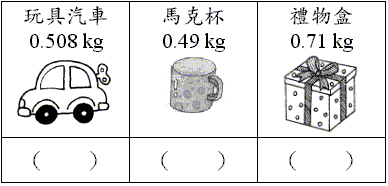 玩具汽車 馬克杯 禮物盒
0.508 kg 0.49 kg 0.71 kg
( ) ( ) ( )